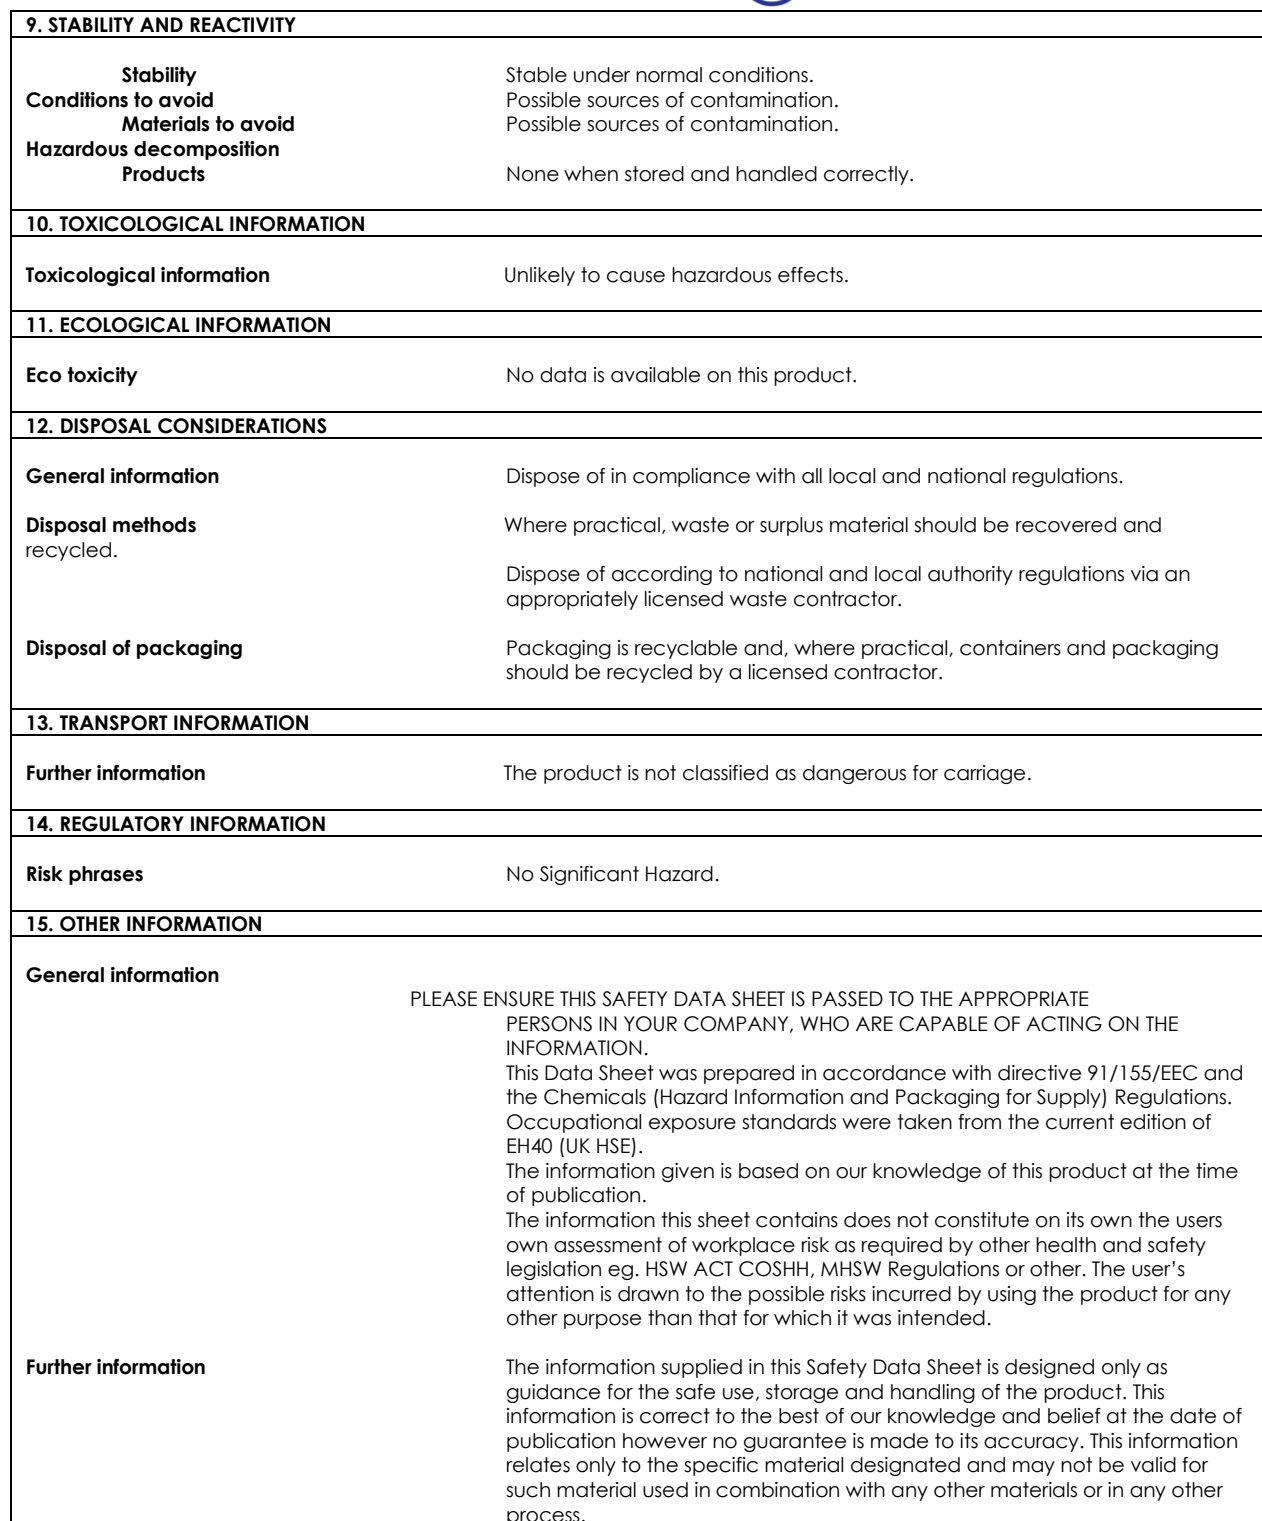 9. STABILITY AND REACTIVITY
Stability Stable under normal conditions.
Conditions to avoid Possible sources of contamination.
Materials to avoid Possible sources of contamination.
Hazardous decomposition
Products None when stored and handled correctly.
10. TOXICOLOGICAL INFORMATION
Toxicological information Unlikely to cause hazardous effects.
11. ECOLOGICAL INFORMATION
Eco toxicity No data is available on this product.
12. DISPOSAL CONSIDERATIONS
General information Dispose of in compliance with all local and national regulations.
Disposal methods Where practical, waste or surplus material should be recovered and
recycled.
Dispose of according to national and local authority regulations via an
appropriately licensed waste contractor.
Disposal of packaging Packaging is recyclable and, where practical, containers and packaging
should be recycled by a licensed contractor.
13. TRANSPORT INFORMATION
Further information The product is not classified as dangerous for carriage.
14. REGULATORY INFORMATION
Risk phrases No Significant Hazard.
15. OTHER INFORMATION
General information
PLEASE ENSURE THIS SAFETY DATA SHEET IS PASSED TO THE APPROPRIATE
PERSONS IN YOUR COMPANY, WHO ARE CAPABLE OF ACTING ON THE
INFORMATION.
This Data Sheet was prepared in accordance with directive 91/155/EEC and
the Chemicals (Hazard Information and Packaging for Supply) Regulations.
Occupational exposure standards were taken from the current edition of
EH40 (UK HSE).
The information given is based on our knowledge of this product at the time
of publication.
The information this sheet contains does not constitute on its own the users
own assessment of workplace risk as required by other health and safety
legislation eg. HSW ACT COSHH, MHSW Regulations or other. The user’s
attention is drawn to the possible risks incurred by using the product for any
other purpose than that for which it was intended.
Further information The information supplied in this Safety Data Sheet is designed only as
guidance for the safe use, storage and handling of the product. This
information is correct to the best of our knowledge and belief at the date of
publication however no guarantee is made to its accuracy. This information
relates only to the specific material designated and may not be valid for
such material used in combination with any other materials or in any other
process.